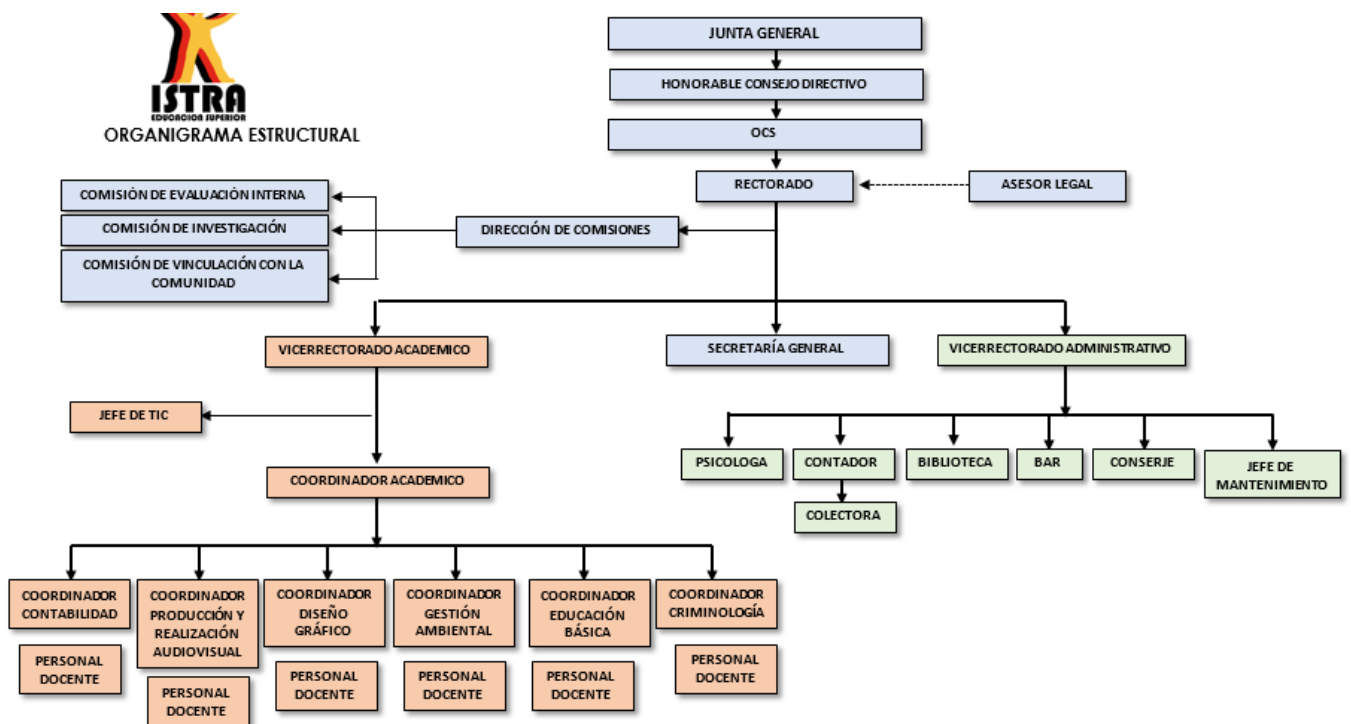 ISTRA
EDUCACION SUPERIOR
ORGANIGRAMA ESTRUCTURAL
JUNTA GENERAL
HONORABLE CONSEJO DIRECTIVO
OCS
RECTORADO
ASESOR LEGAL
COMISIÓN DE EVALUACIÓN INTERNA
COMISIÓN DE INVESTIGACIÓN
COMISIÓN DE VINCULACIÓN CON LA
COMUNIDAD
DIRECCIÓN DE COMISIONES
VICERRECTORADO ACADEMICO
SECRETARÍA GENERAL
VICERRECTORADO ADMINISTRATIVO
JEFE DE TIC
COORDINADOR ACADEMICO
PSICOLOGA
CONTADOR
BIBLIOTECA
BAR
CONSERJE
JEFE DE
MANTENIMIENTO
COLECTORA
COORDINADOR
CONTABILIDAD
COORDINADOR
PRODUCCIÓN Y
REALIZACIÓN
AUDIOVISUAL
COORDINADOR
DISEÑO
GRÁFICO
COORDINADOR
GESTIÓN
AMBIENTAL
COORDINADOR
EDUCACIÓN
BÁSICA
COORDINADOR
CRIMINOLOGÍA
PERSONAL
DOCENTE
PERSONAL
DOCENTE
PERSONAL
DOCENTE
PERSONAL
DOCENTE
PERSONAL
DOCENTE
PERSONAL
DOCENTE